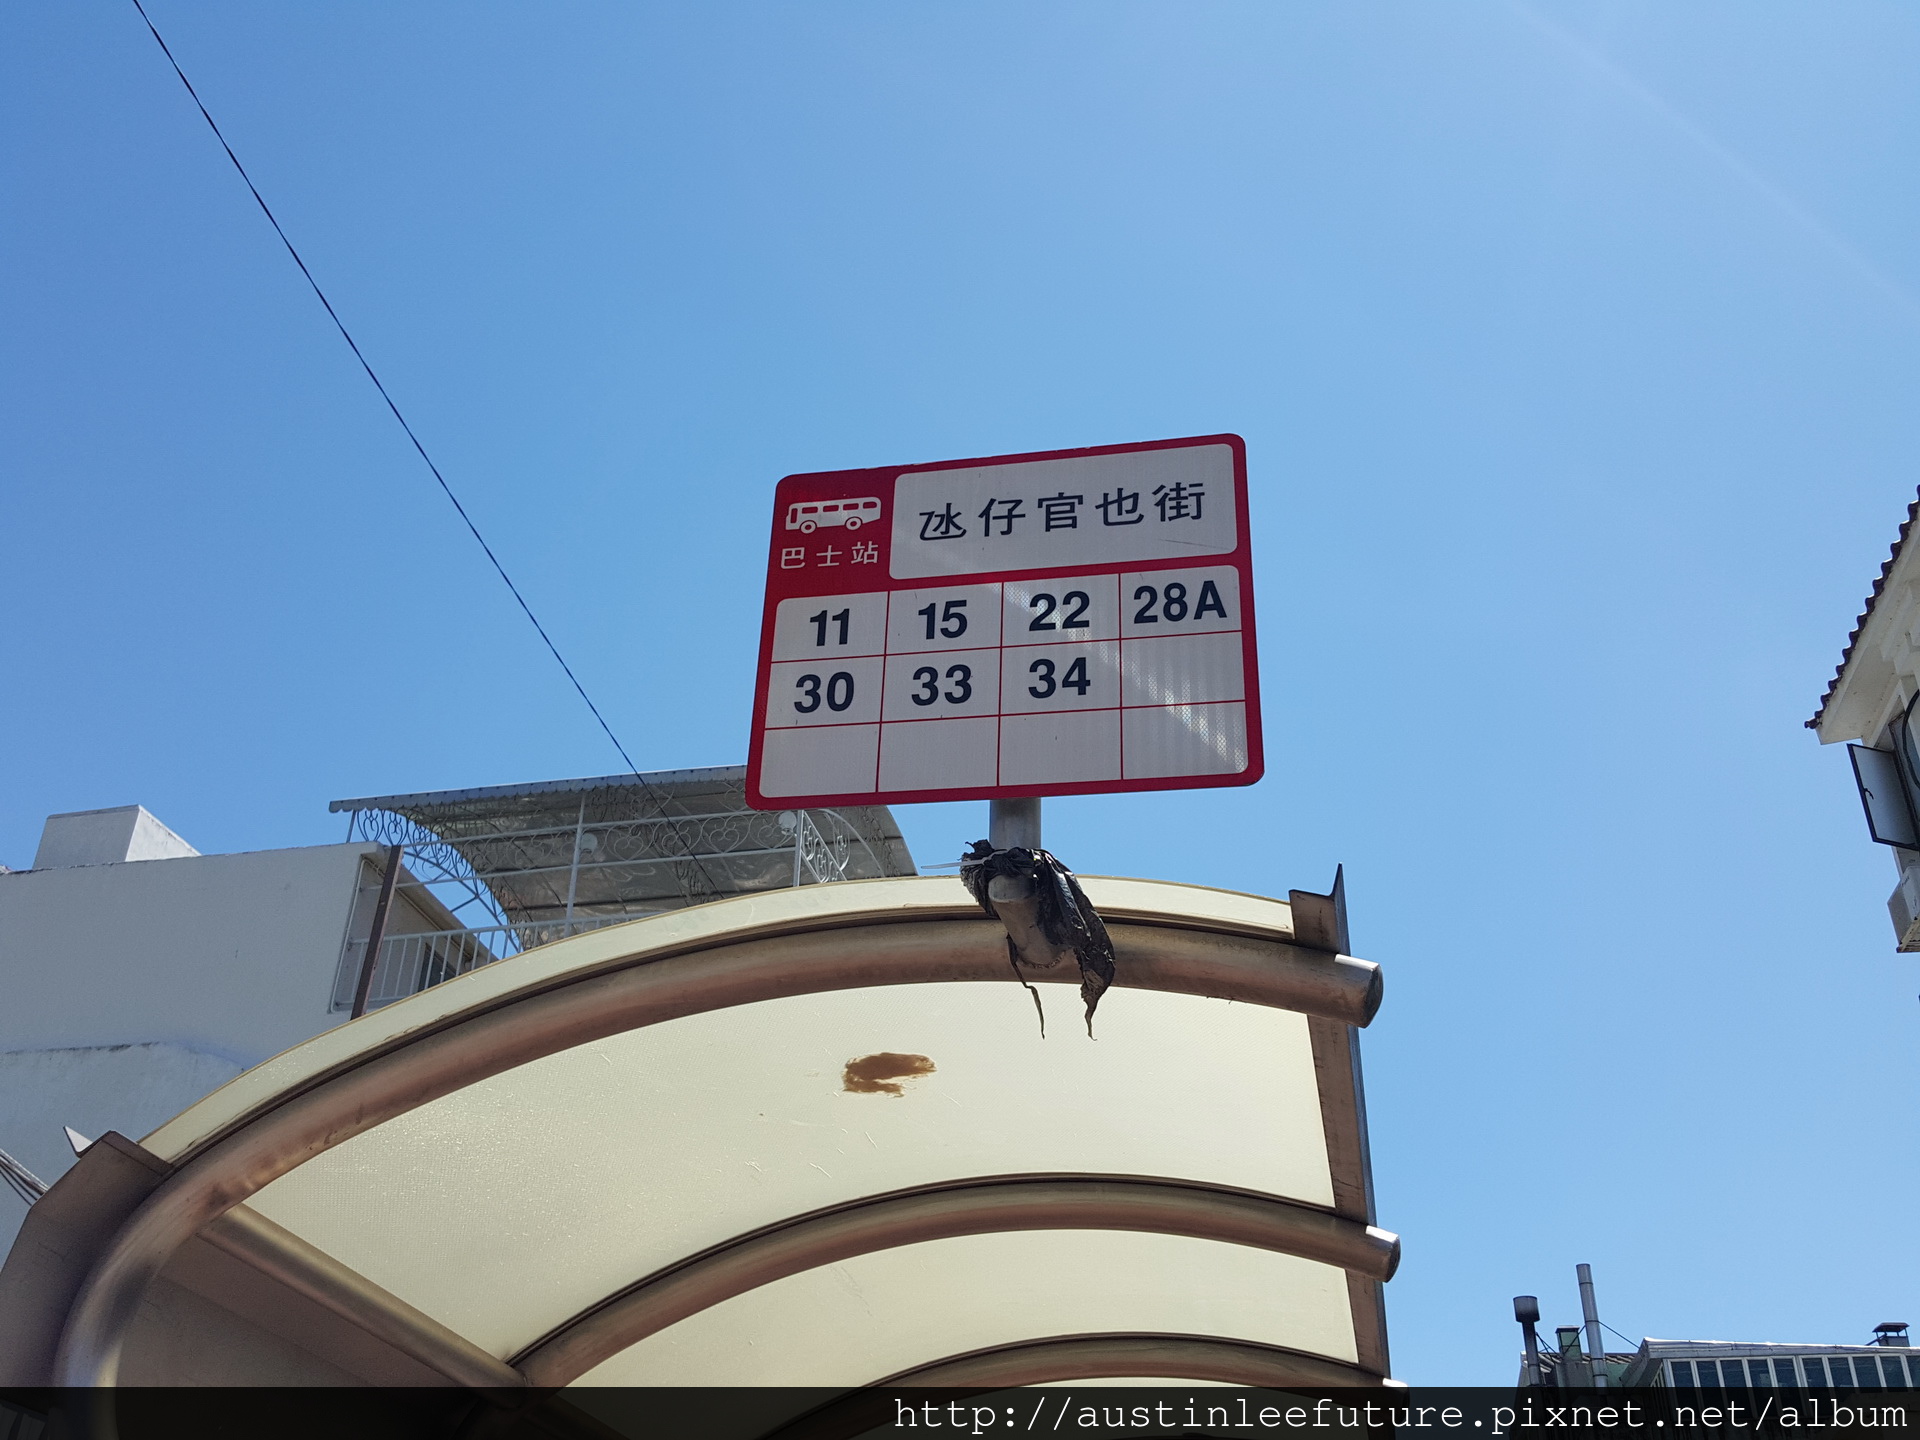 氹仔官也街
巴士站
11 15 22 28A
30 33 34
http://austinleefuture.pixnet.net/album